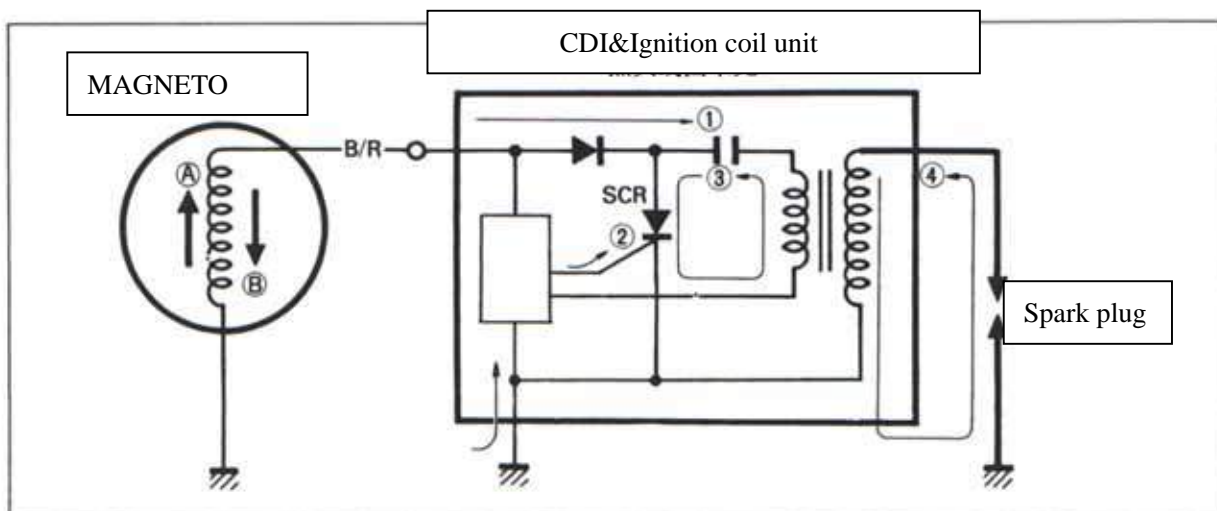 CDI&Ignition coil unit
MAGNETO
①
B/R
Ⓐ
③
④
SCR
②
Ⓑ
Spark plug